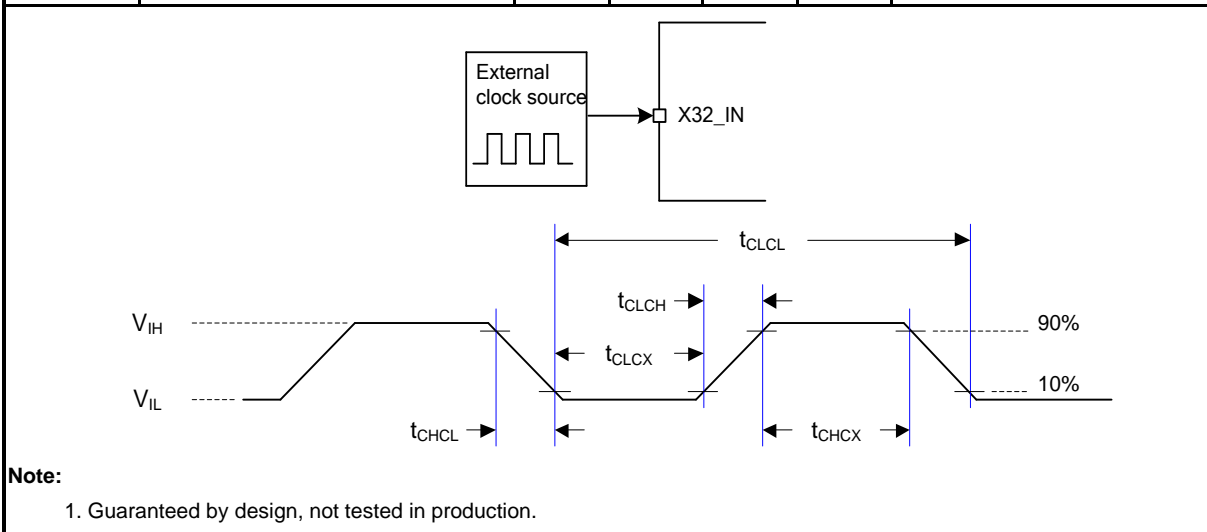 External
clock source
X32_IN
tCLCL
tCLCH
VIH
90%
tCLCX
VIL
10%
tCHCL
tCHCX
Note:
1. Guaranteed by design, not tested in production.